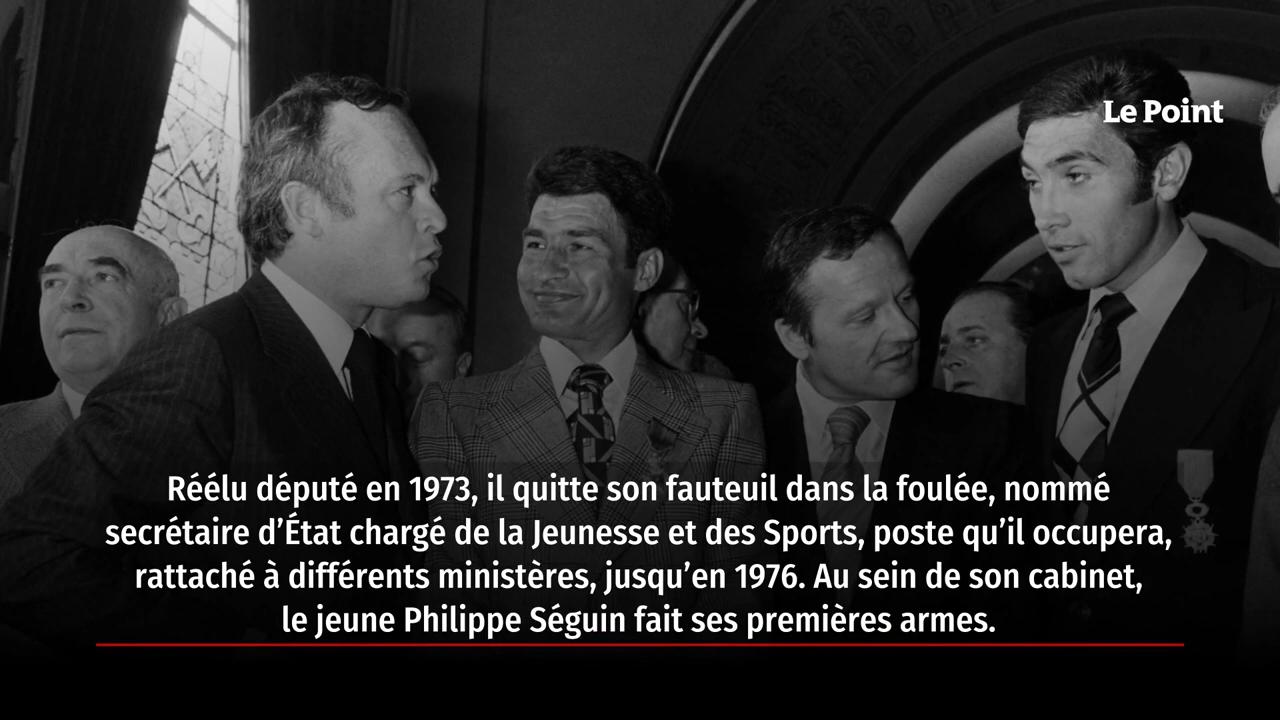 Le Point
Réélu député en 1973, il quitte son fauteuil dans la foulée, nommé
secrétaire d’État chargé de la Jeunesse et des Sports, poste qu’il occupera,
rattaché à différents ministères, jusqu’en 1976. Au sein de son cabinet,
le jeune Philippe Séguin fait ses premières armes.